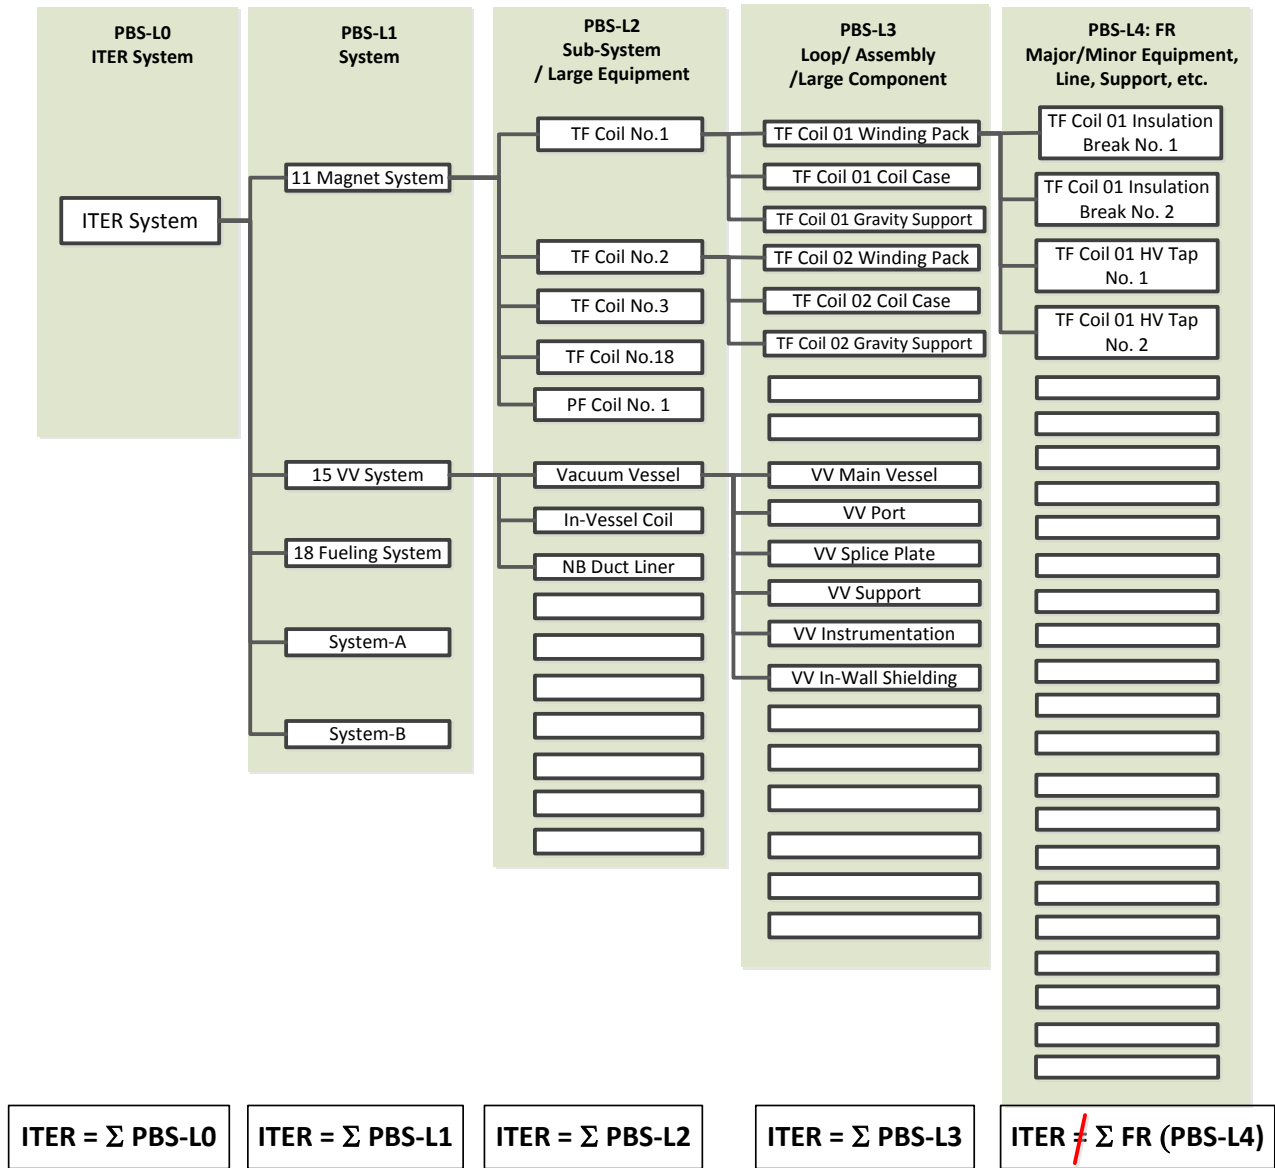 PBS-L0
ITER System
PBS-L1
System
PBS-L2
Sub-System
/ Large Equipment
PBS-L3
Loop/ Assembly
/Large Component
PBS-L4: FR
Major/Minor Equipment,
Line, Support, etc.
ITER System
11 Magnet System
15 VV System
18 Fueling System
System-A
System-B
TF Coil No.1
TF Coil No.2
TF Coil No.3
TF Coil No.18
PF Coil No. 1
Vacuum Vessel
In-Vessel Coil
NB Duct Liner
TF Coil 01 Winding Pack
TF Coil 01 Coil Case
TF Coil 01 Gravity Support
TF Coil 02 Winding Pack
TF Coil 02 Coil Case
TF Coil 02 Gravity Support
VV Main Vessel
VV Port
VV Splice Plate
VV Support
VV Instrumentation
VV In-Wall Shielding
TF Coil 01 Insulation
Break No. 1
TF Coil 01 Insulation
Break No. 2
TF Coil 01 HV Tap
No. 1
TF Coil 01 HV Tap
No. 2
ITER = Σ PBS-L0
ITER = Σ PBS-L1
ITER = Σ PBS-L2
ITER = Σ PBS-L3
ITER ≠ Σ FR (PBS-L4)